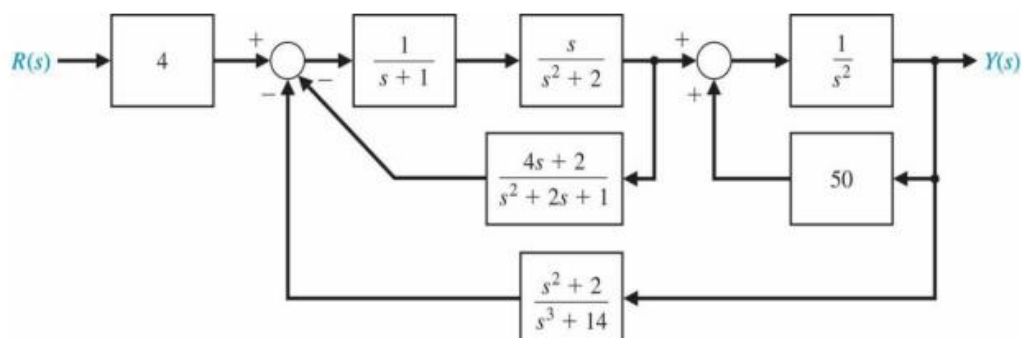 R(s)
4
+
−
−
1
s + 1
s
s² + 2
+
+
1
s²
Y(s)
4s + 2
s² + 2s + 1
50
s² + 2
s³ + 14